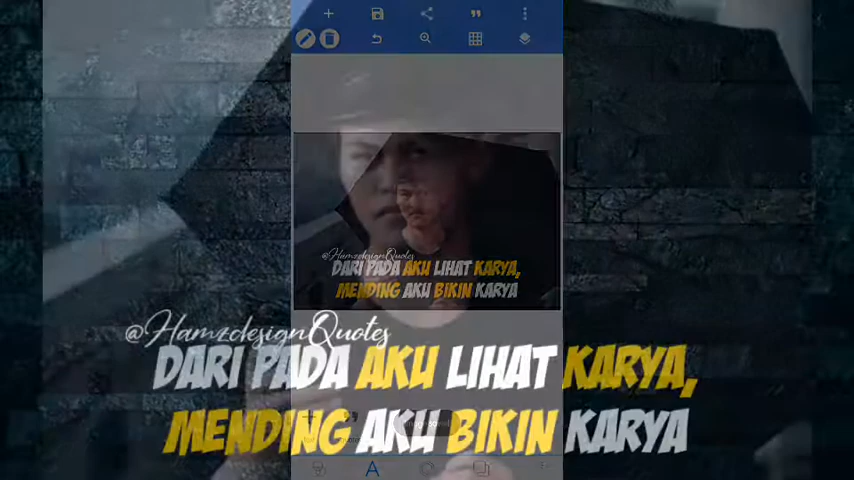 @HamzdesignQuotes
DARI PADA AKU LIHAT KARYA,
MENDING AKU BIKIN KARYA
@HamzdesignQuotes
DARI PADA AKU LIHAT KARYA,
MENDING AKU BIKIN KARYA